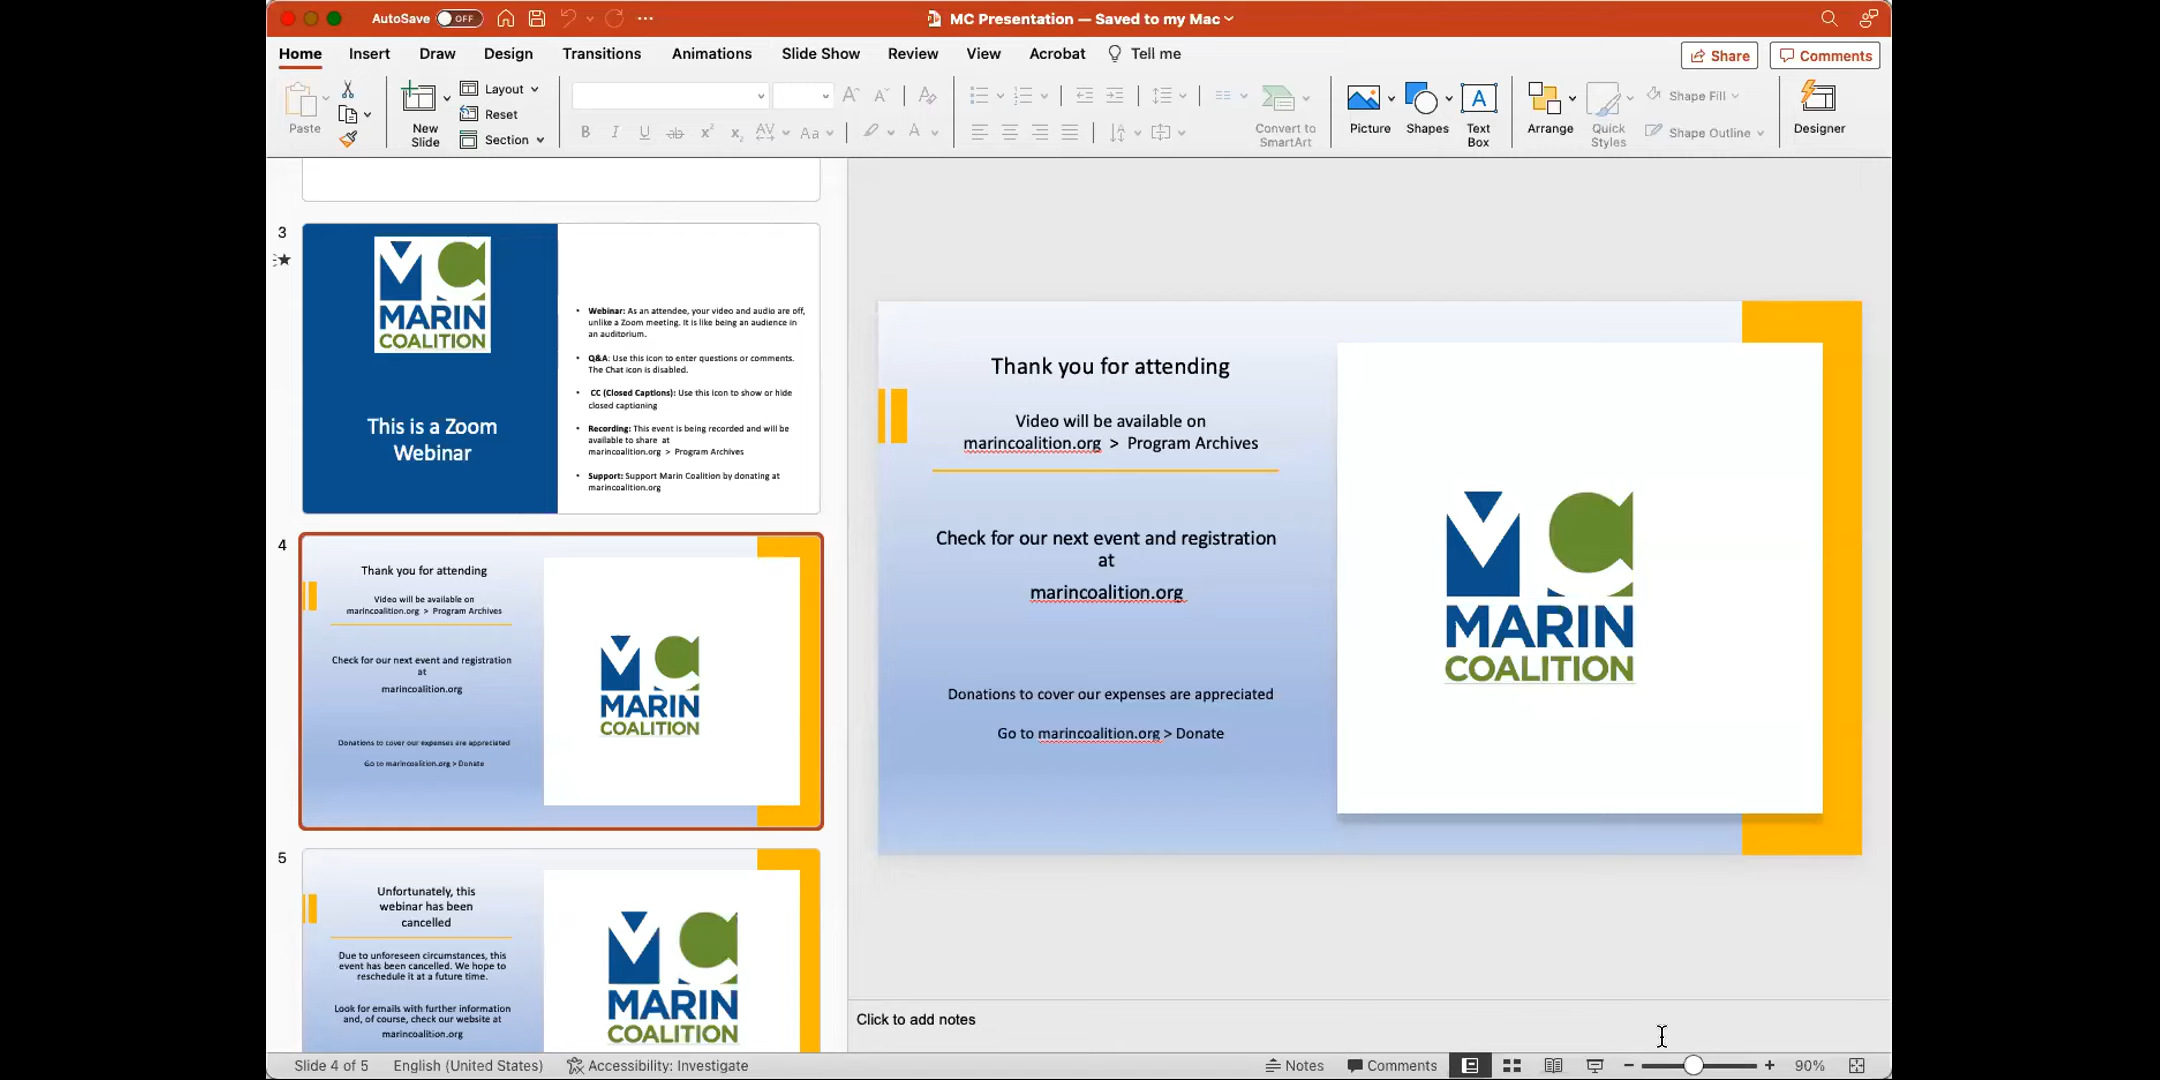 AutoSave OFF
MC Presentation — Saved to my Mac
Home Insert Draw Design Transitions Animations Slide Show Review View Acrobat Tell me
Share Comments
Paste
New Slide
Layout
Reset
Section
B I U ab x² x₂ AV Aa A
Convert to SmartArt
Picture
Shapes
A
Text Box
Arrange
Quick Styles
Shape Fill
Shape Outline
Designer
3
MC
MARIN
COALITION
This is a Zoom
Webinar
• Webinar: As an attendee, your video and audio are off,
unlike a Zoom meeting. It is like being an audience in
an auditorium.
• Q&A: Use this icon to enter questions or comments.
The Chat icon is disabled.
• CC (Closed Captions): Use this icon to show or hide
closed captioning
• Recording: This event is being recorded and will be
available to share at
marincoalition.org > Program Archives
• Support: Support Marin Coalition by donating at
marincoalition.org
4
Thank you for attending
Video will be available on
marincoalition.org > Program Archives
Check for our next event and registration
at
marincoalition.org
Donations to cover our expenses are appreciated
Go to marincoalition.org > Donate
MC
MARIN
COALITION
5
Unfortunately, this
webinar has been
cancelled
Due to unforeseen circumstances, this
event has been cancelled. We hope to
reschedule it at a future time.
Look for emails with further information
and, of course, check our website at
marincoalition.org
MC
MARIN
COALITION
Thank you for attending
Video will be available on
marincoalition.org > Program Archives
Check for our next event and registration
at
marincoalition.org
Donations to cover our expenses are appreciated
Go to marincoalition.org > Donate
MC
MARIN
COALITION
Click to add notes
Slide 4 of 5 English (United States) Accessibility: Investigate
Notes Comments 90%